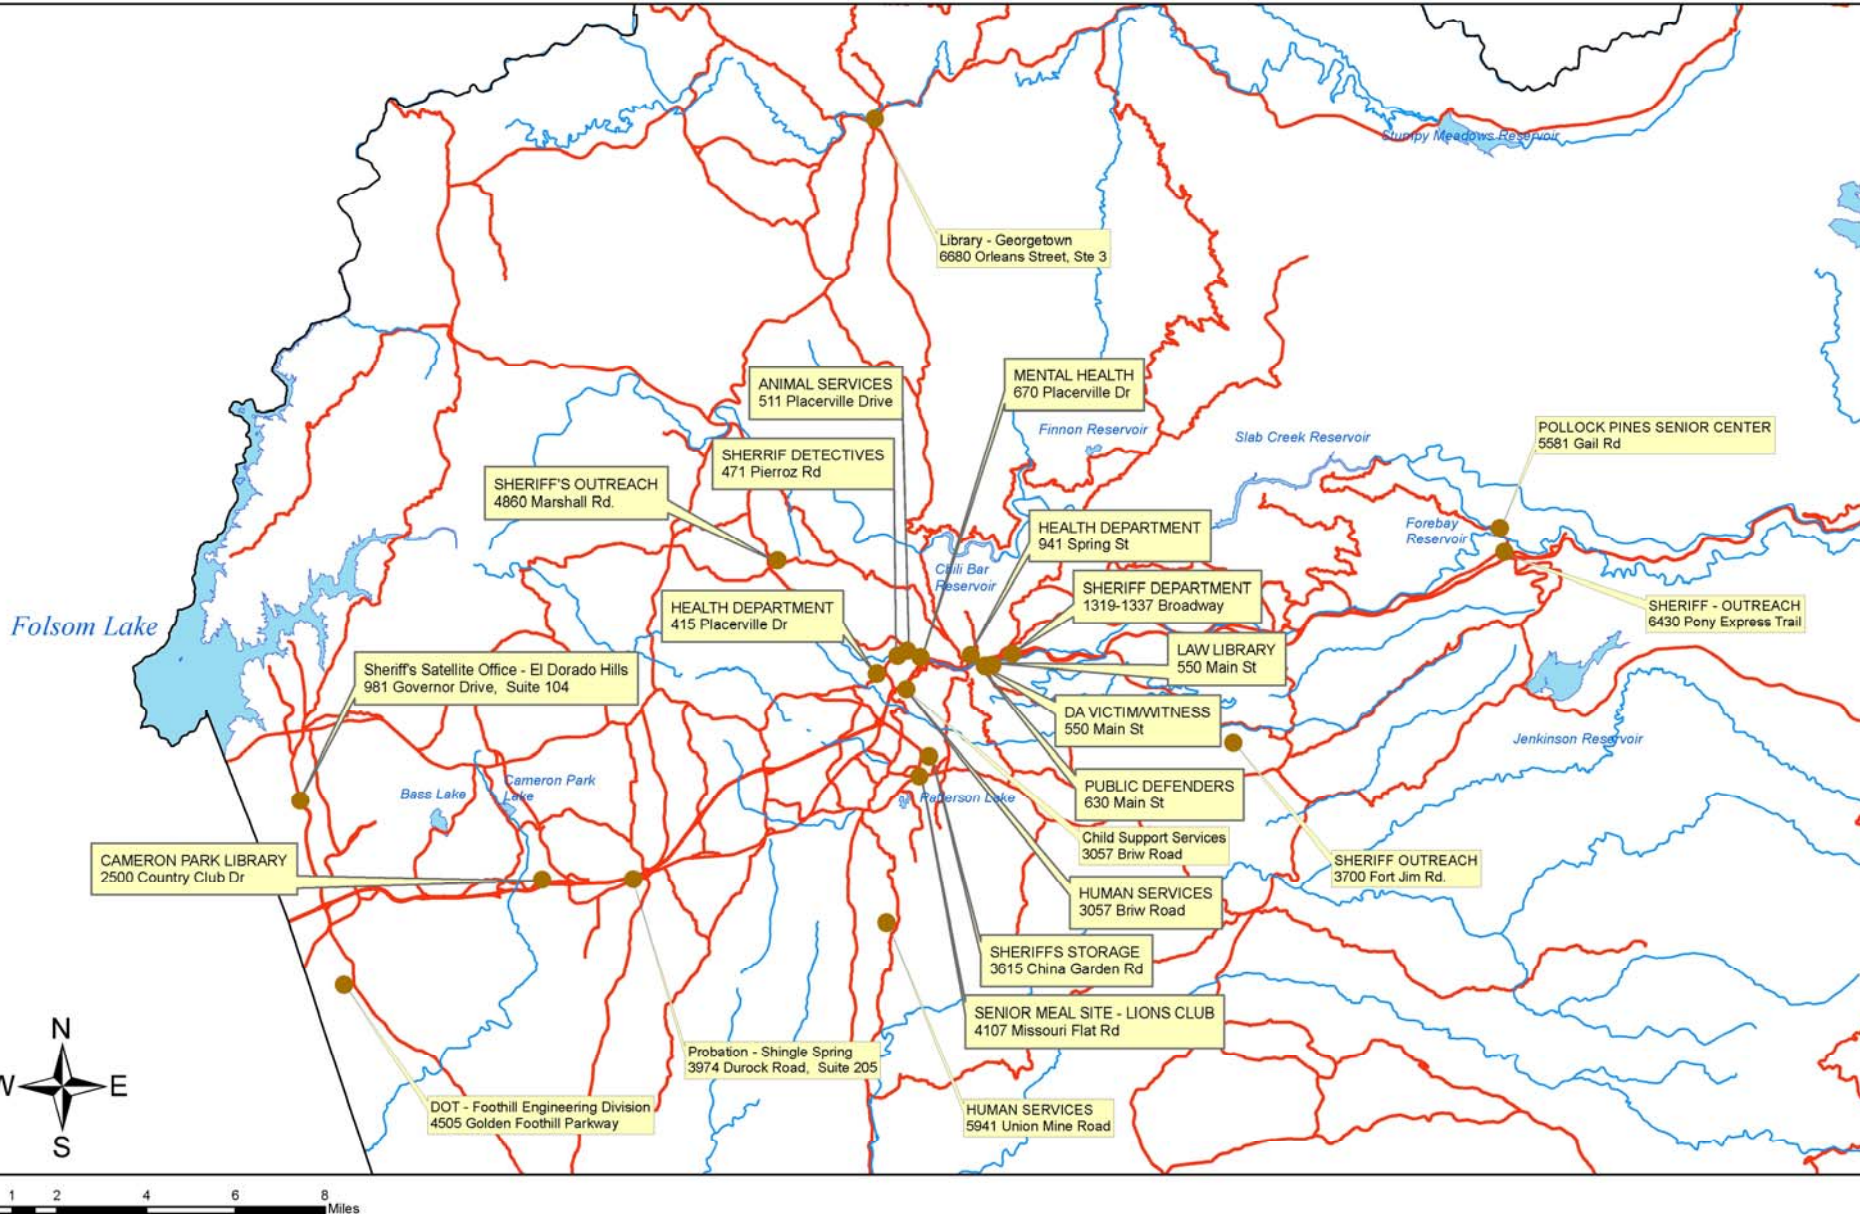 Stumpy Meadows Reservoir
Library - Georgetown
6680 Orleans Street, Ste 3
ANIMAL SERVICES
511 Placerville Drive
MENTAL HEALTH
670 Placerville Dr
Finnon Reservoir
Slab Creek Reservoir
POLLOCK PINES SENIOR CENTER
5581 Gail Rd
SHERRIF DETECTIVES
471 Pierroz Rd
SHERIFF'S OUTREACH
4860 Marshall Rd.
HEALTH DEPARTMENT
941 Spring St
Forebay
Reservoir
Chili Bar
Reservoir
SHERIFF DEPARTMENT
1319-1337 Broadway
HEALTH DEPARTMENT
415 Placerville Dr
SHERIFF - OUTREACH
6430 Pony Express Trail
Folsom Lake
LAW LIBRARY
550 Main St
Sheriff's Satellite Office - El Dorado Hills
981 Governor Drive, Suite 104
DA VICTIM/WITNESS
550 Main St
Jenkinson Reservoir
Cameron Park
Lake
Bass Lake
PUBLIC DEFENDERS
630 Main St
Patterson Lake
Child Support Services
3057 Briw Road
CAMERON PARK LIBRARY
2500 Country Club Dr
SHERIFF OUTREACH
3700 Fort Jim Rd.
HUMAN SERVICES
3057 Briw Road
SHERIFFS STORAGE
3615 China Garden Rd
SENIOR MEAL SITE - LIONS CLUB
4107 Missouri Flat Rd
Probation - Shingle Spring
3974 Durock Road, Suite 205
DOT - Foothill Engineering Division
4505 Golden Foothill Parkway
HUMAN SERVICES
5941 Union Mine Road
N
W E
S
1 2 4 6 8
Miles